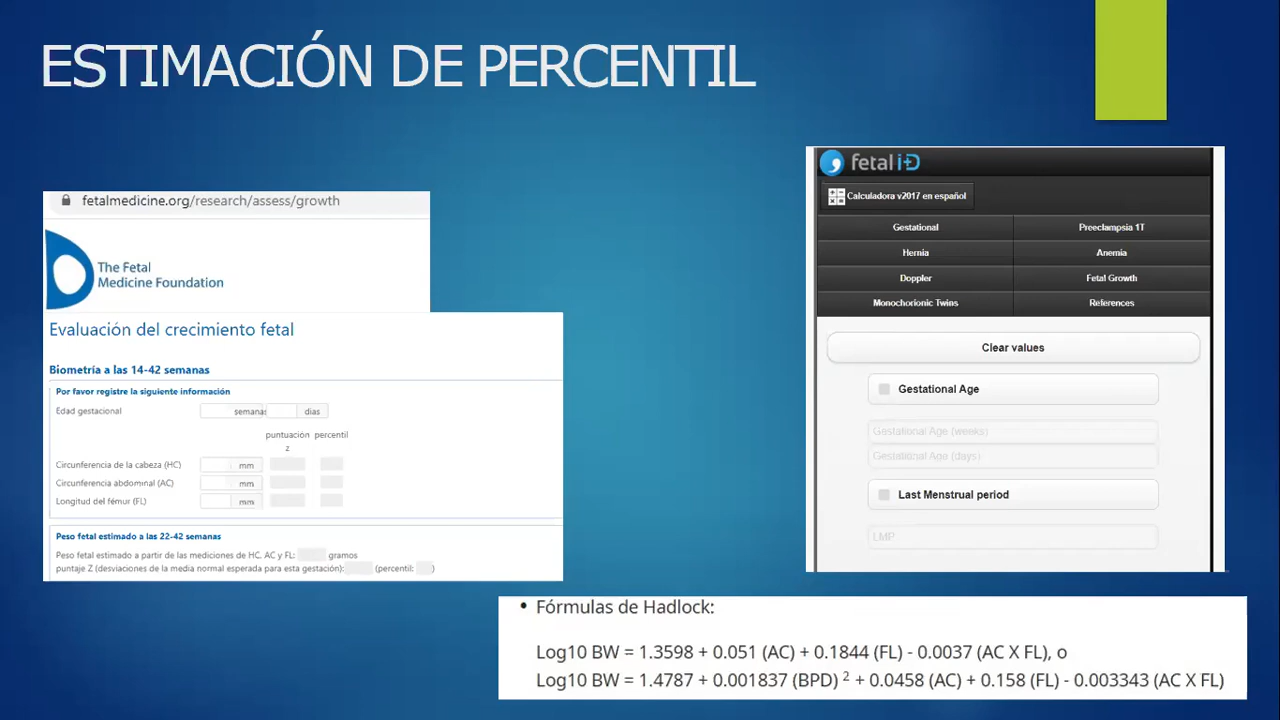 ESTIMACIÓN DE PERCENTIL
fetalmedicine.org/research/assess/growth
The Fetal
Medicine Foundation
Evaluación del crecimiento fetal
Biometría a las 14-42 semanas
Por favor registre la siguiente información
Edad gestacional semanas días
puntuación percentil
z
Circunferencia de la cabeza (HC) mm
Circunferencia abdominal (AC) mm
Longitud del fémur (FL) mm
Peso fetal estimado a las 22-42 semanas
Peso fetal estimado a partir de las mediciones de HC, AC y FL: gramos
puntaje Z (desviaciones de la media normal esperada para esta gestación): (percentil: )
fetal iD
Calculadora v2017 en español
Gestational Preeclampsia 1T
Hernia Anemia
Doppler Fetal Growth
Monochorionic Twins References
Clear values
Gestational Age
Gestational Age (weeks)
Gestational Age (days)
Last Menstrual period
LMP
• Fórmulas de Hadlock:
Log10 BW = 1.3598 + 0.051 (AC) + 0.1844 (FL) - 0.0037 (AC X FL), o
Log10 BW = 1.4787 + 0.001837 (BPD) ² + 0.0458 (AC) + 0.158 (FL) - 0.003343 (AC X FL)